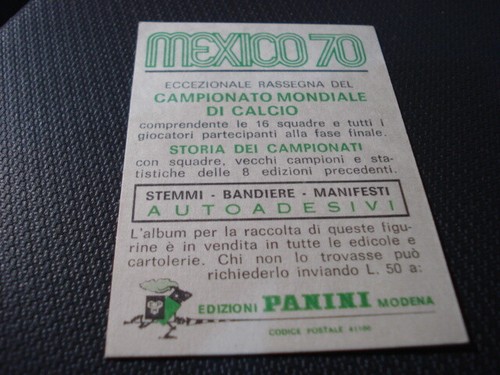 MEXICO 70
ECCEZIONALE RASSEGNA DEL
CAMPIONATO MONDIALE
DI CALCIO
comprendente le 16 squadre e tutti i
giocatori partecipanti alla fase finale.
STORIA DEI CAMPIONATI
con squadre, vecchi campioni e sta-
tistiche delle 8 edizioni precedenti.
STEMMI - BANDIERE - MANIFESTI
AUTOADESIVI
L'album per la raccolta di queste figu-
rine è in vendita in tutte le edicole e
cartolerie. Chi non lo trovasse può
richiederlo inviando L. 50 a:
EDIZIONI PANINI MODENA
CODICE POSTALE 41100